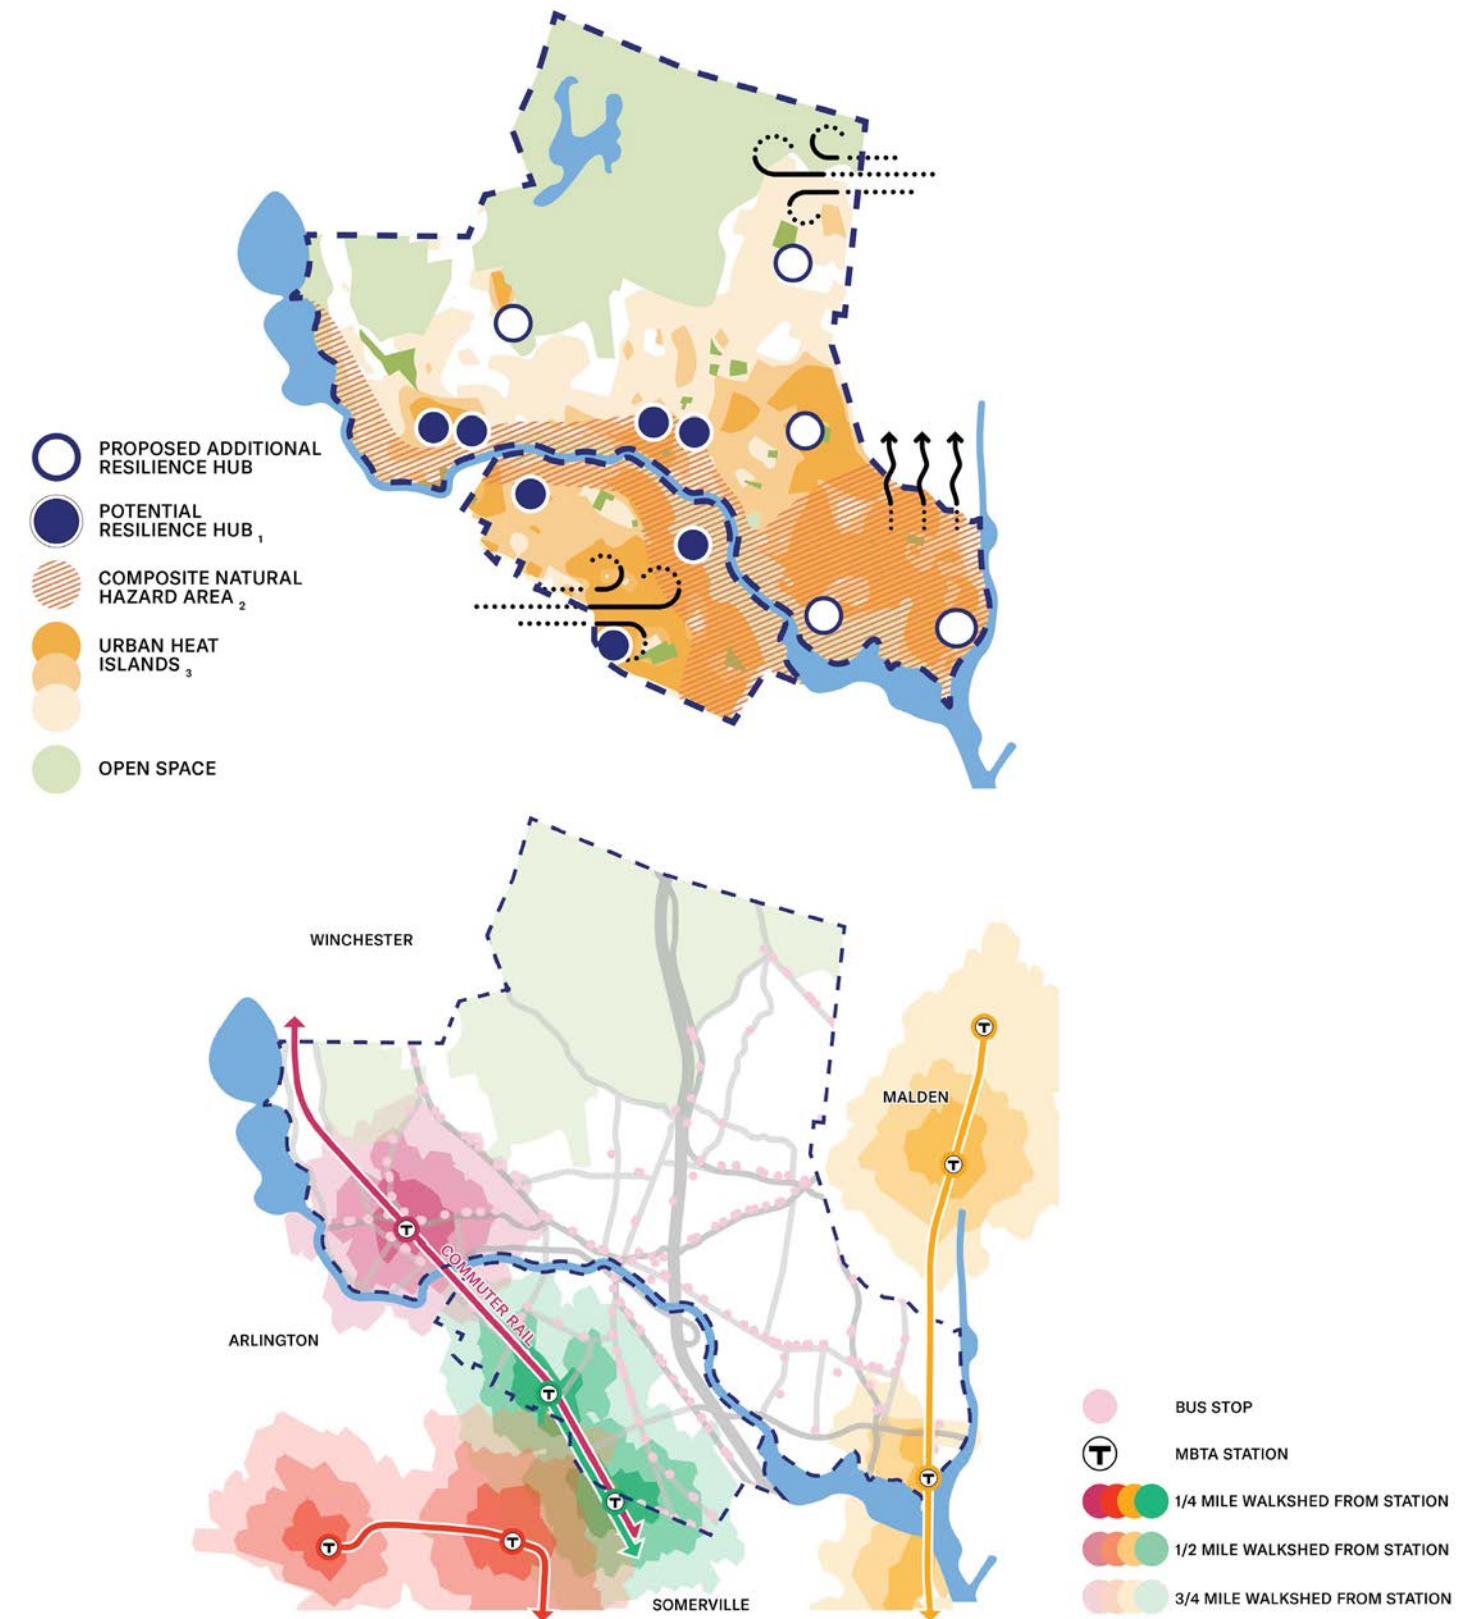 PROPOSED ADDITIONAL
RESILIENCE HUB
POTENTIAL
RESILIENCE HUB 1
COMPOSITE NATURAL
HAZARD AREA 2
URBAN HEAT
ISLANDS 3
OPEN SPACE
WINCHESTER
T
MALDEN
T
T
COMMUTER RAIL
ARLINGTON
T
T
T
T
T
T
SOMERVILLE
BUS STOP
T
MBTA STATION
1/4 MILE WALKSHED FROM STATION
1/2 MILE WALKSHED FROM STATION
3/4 MILE WALKSHED FROM STATION